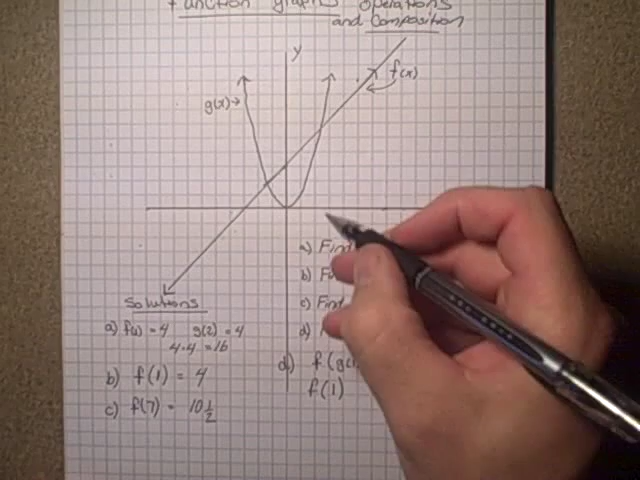 Function graphs operations
and Composition
y
f(x)
g(x)→
a) Find
b)
c) Find
d)
Solutions
a) f(2) = 4 g(2) = 4
4·4 = 16
b) f(1) = 4
c) f(7) = 10 1/2
d) f(g(
f(1)